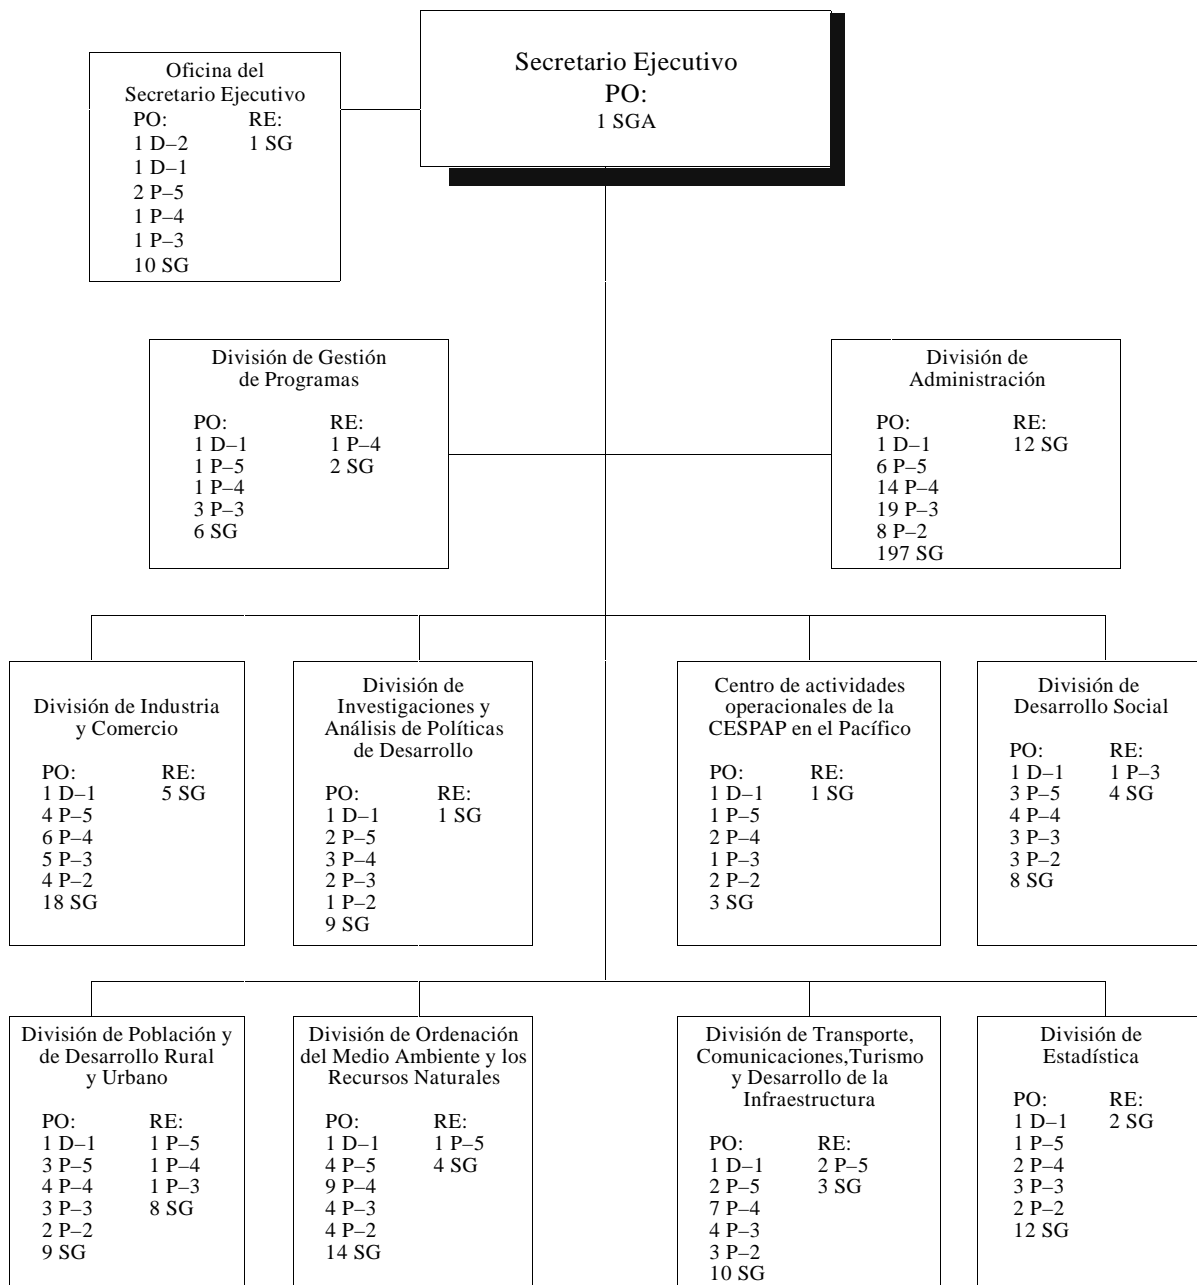 Secretario Ejecutivo
PO:
1 SGA
Oficina del
Secretario Ejecutivo
PO: RE:
1 D–2 1 SG
1 D–1
2 P–5
1 P–4
1 P–3
10 SG
División de Gestión
de Programas
PO: RE:
1 D–1 1 P–4
1 P–5 2 SG
1 P–4
3 P–3
6 SG
División de
Administración
PO: RE:
1 D–1 12 SG
6 P–5
14 P–4
19 P–3
8 P–2
197 SG
División de Industria
y Comercio
PO: RE:
1 D–1 5 SG
4 P–5
6 P–4
5 P–3
4 P–2
18 SG
División de
Investigaciones y
Análisis de Políticas
de Desarrollo
PO: RE:
1 D–1 1 SG
2 P–5
3 P–4
2 P–3
1 P–2
9 SG
Centro de actividades
operacionales de la
CESPAP en el Pacífico
PO: RE:
1 D–1 1 SG
1 P–5
2 P–4
1 P–3
2 P–2
3 SG
División de
Desarrollo Social
PO: RE:
1 D–1 1 P–3
3 P–5 4 SG
4 P–4
3 P–3
3 P–2
8 SG
División de Población y
de Desarrollo Rural
y Urbano
PO: RE:
1 D–1 1 P–5
3 P–5 1 P–4
4 P–4 1 P–3
3 P–3 8 SG
2 P–2
9 SG
División de Ordenación
del Medio Ambiente y los
Recursos Naturales
PO: RE:
1 D–1 1 P–5
4 P–5 4 SG
9 P–4
4 P–3
4 P–2
14 SG
División de Transporte,
Comunicaciones,Turismo
y Desarrollo de la
Infraestructura
PO: RE:
1 D–1 2 P–5
2 P–5 3 SG
7 P–4
4 P–3
3 P–2
10 SG
División de
Estadística
PO: RE:
1 D–1 2 SG
1 P–5
2 P–4
3 P–3
2 P–2
12 SG